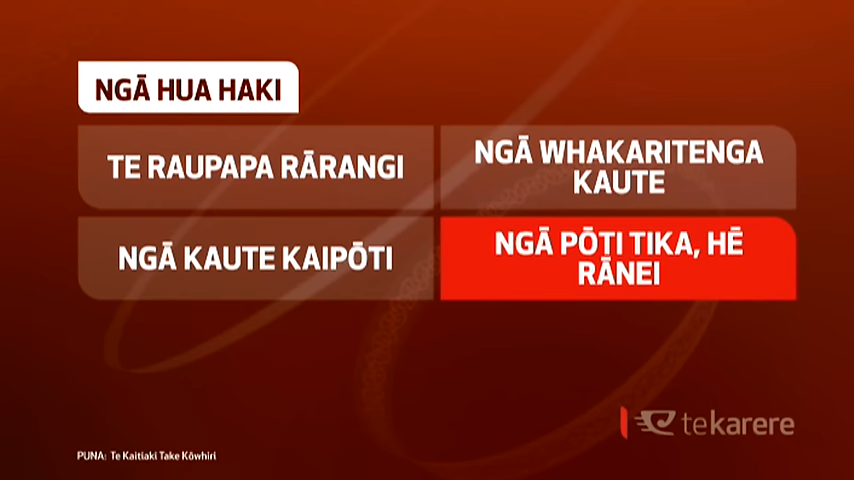 NGĀ HUA HAKI
TE RAUPAPA RĀRANGI
NGĀ WHAKARITENGA
KAUTE
NGĀ KAUTE KAIPŌTI
NGĀ PŌTI TIKA, HĒ
RĀNEI
tekarere
PUNA: Te Kaitiaki Take Kōwhiri